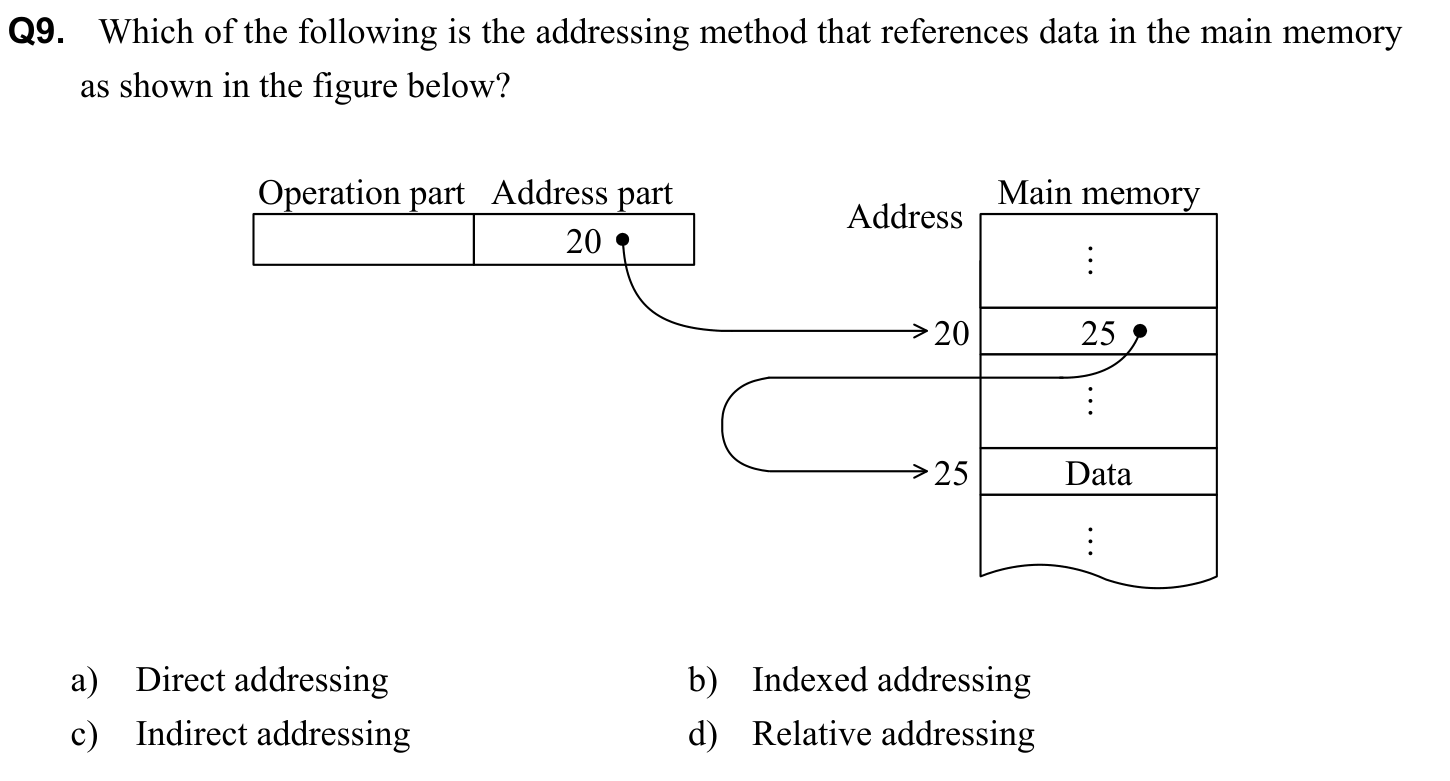 Q9. Which of the following is the addressing method that references data in the main memory
as shown in the figure below?
Operation part Address part
Main memory
Address
20
⋮
20 25
⋮
25 Data
⋮
a) Direct addressing b) Indexed addressing
c) Indirect addressing d) Relative addressing